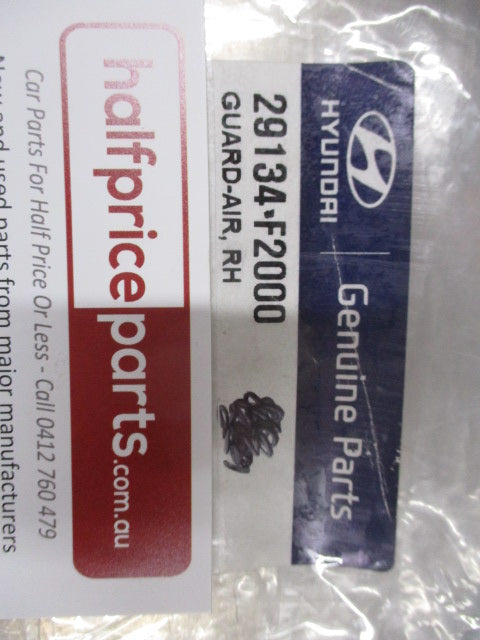 HYUNDAI
Genuine Parts
29134-F2000
GUARD-AIR, RH
halfpriceparts.com.au
Car Parts For Half Price Or Less - Call 0412 760 479
New and used parts from major manufacturers